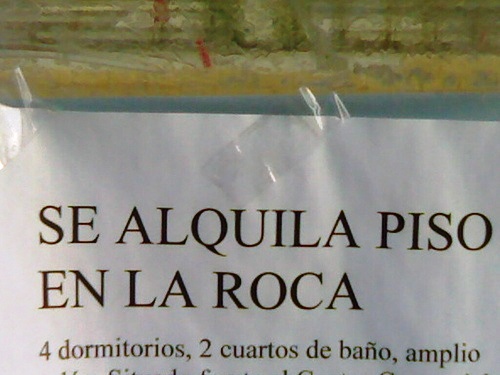 SE ALQUILA PISO
EN LA ROCA
4 dormitorios, 2 cuartos de baño, amplio